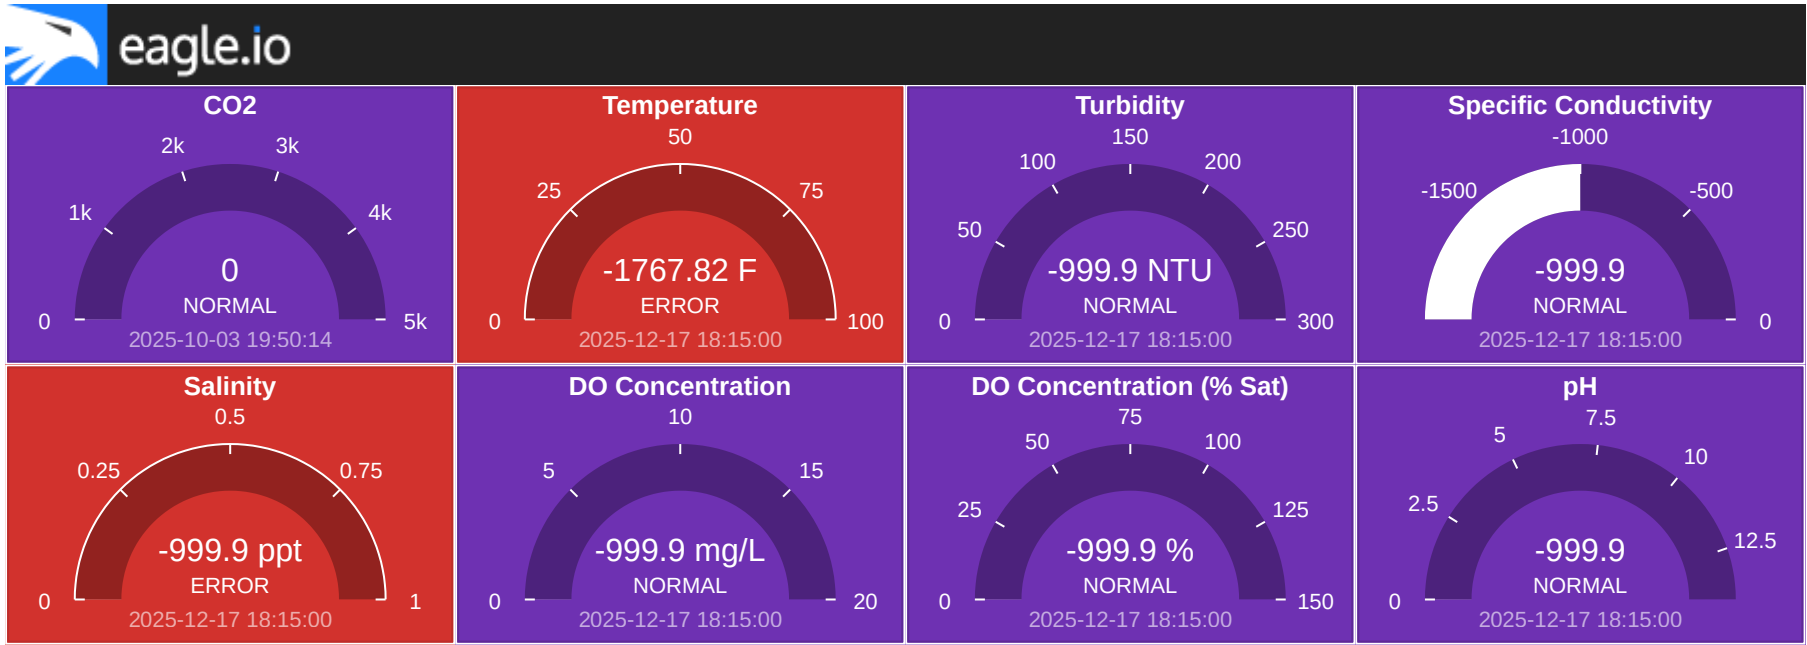 eagle.io
CO2
2k
3k
1k
4k
0
NORMAL
0
5k
2025-10-03 19:50:14
Temperature
50
25
75
-1767.82 F
ERROR
0
100
2025-12-17 18:15:00
Turbidity
150
100
200
50
250
-999.9 NTU
NORMAL
0
300
2025-12-17 18:15:00
Specific Conductivity
-1000
-1500
-500
-999.9
NORMAL
0
2025-12-17 18:15:00
Salinity
0.5
0.25
0.75
-999.9 ppt
ERROR
0
1
2025-12-17 18:15:00
DO Concentration
10
5
15
-999.9 mg/L
NORMAL
0
20
2025-12-17 18:15:00
DO Concentration (% Sat)
75
50
100
25
125
-999.9 %
NORMAL
0
150
2025-12-17 18:15:00
pH
7.5
5
10
2.5
12.5
-999.9
NORMAL
0
2025-12-17 18:15:00